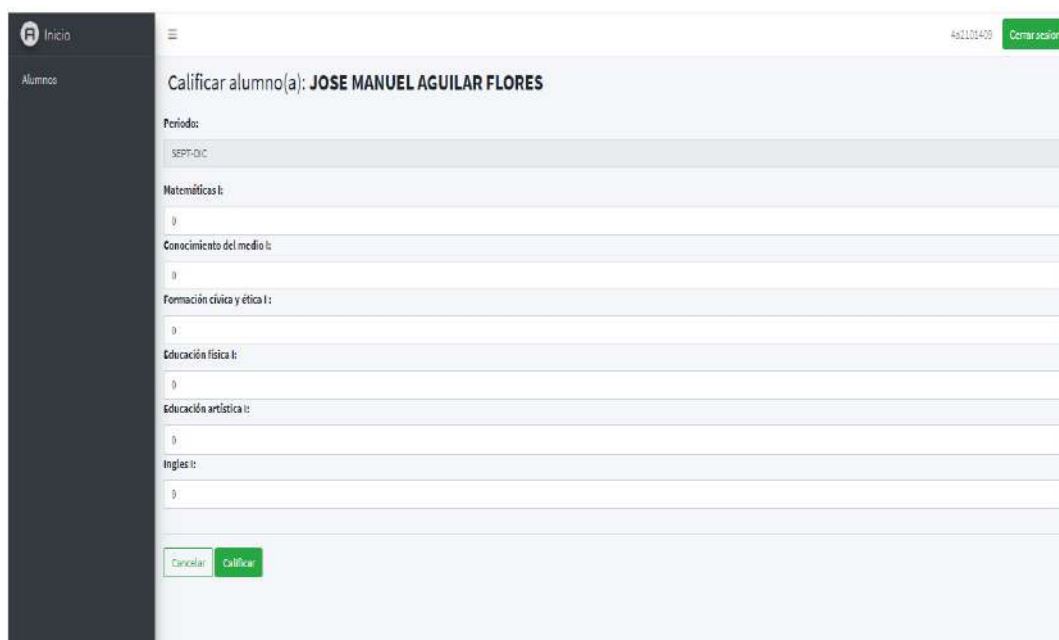 Inicio
Cerrar sesion
Alumnos
Calificar alumno(a): JOSE MANUEL AGUILAR FLORES
Periodo:
SEPT-DIC
Matemáticas I:
0
Conocimiento del medio I:
0
Formación cívica y ética I :
0
Educación física I:
0
Educación artística I:
0
Ingles I:
0
Cancelar Calificar